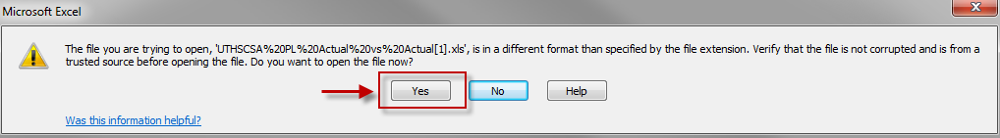 Microsoft Excel
The file you are trying to open, 'UTHSCSA%20PL%20Actual%20vs%20Actual[1].xls', is in a different format than specified by the file extension. Verify that the file is not corrupted and is from a
trusted source before opening the file. Do you want to open the file now?
Yes No Help
Was this information helpful?